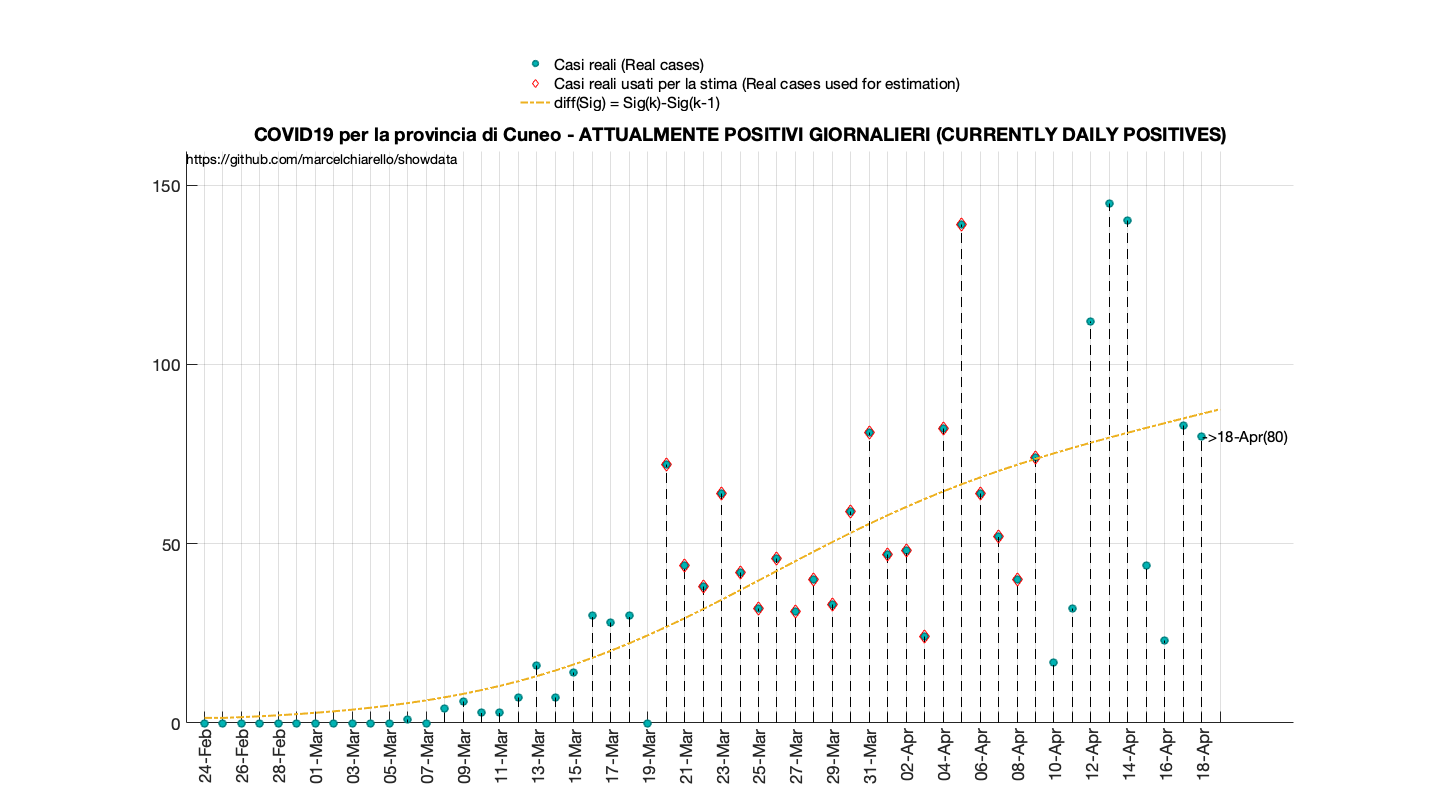 Casi reali (Real cases)
Casi reali usati per la stima (Real cases used for estimation)
diff(Sig) = Sig(k)-Sig(k-1)
COVID19 per la provincia di Cuneo - ATTUALMENTE POSITIVI GIORNALIERI (CURRENTLY DAILY POSITIVES)
https://github.com/marcelchiarello/showdata
150
100
50
0
->18-Apr(80)
24-Feb
26-Feb
28-Feb
01-Mar
03-Mar
05-Mar
07-Mar
09-Mar
11-Mar
13-Mar
15-Mar
17-Mar
19-Mar
21-Mar
23-Mar
25-Mar
27-Mar
29-Mar
31-Mar
02-Apr
04-Apr
06-Apr
08-Apr
10-Apr
12-Apr
14-Apr
16-Apr
18-Apr